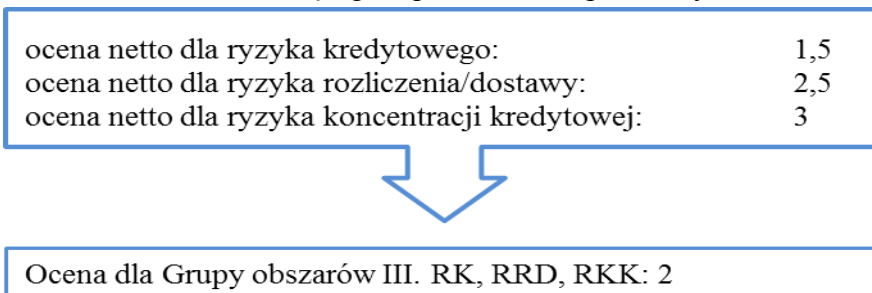 ocena netto dla ryzyka kredytowego: 1,5
ocena netto dla ryzyka rozliczenia/dostawy: 2,5
ocena netto dla ryzyka koncentracji kredytowej: 3
Ocena dla Grupy obszarów III. RK, RRD, RKK: 2